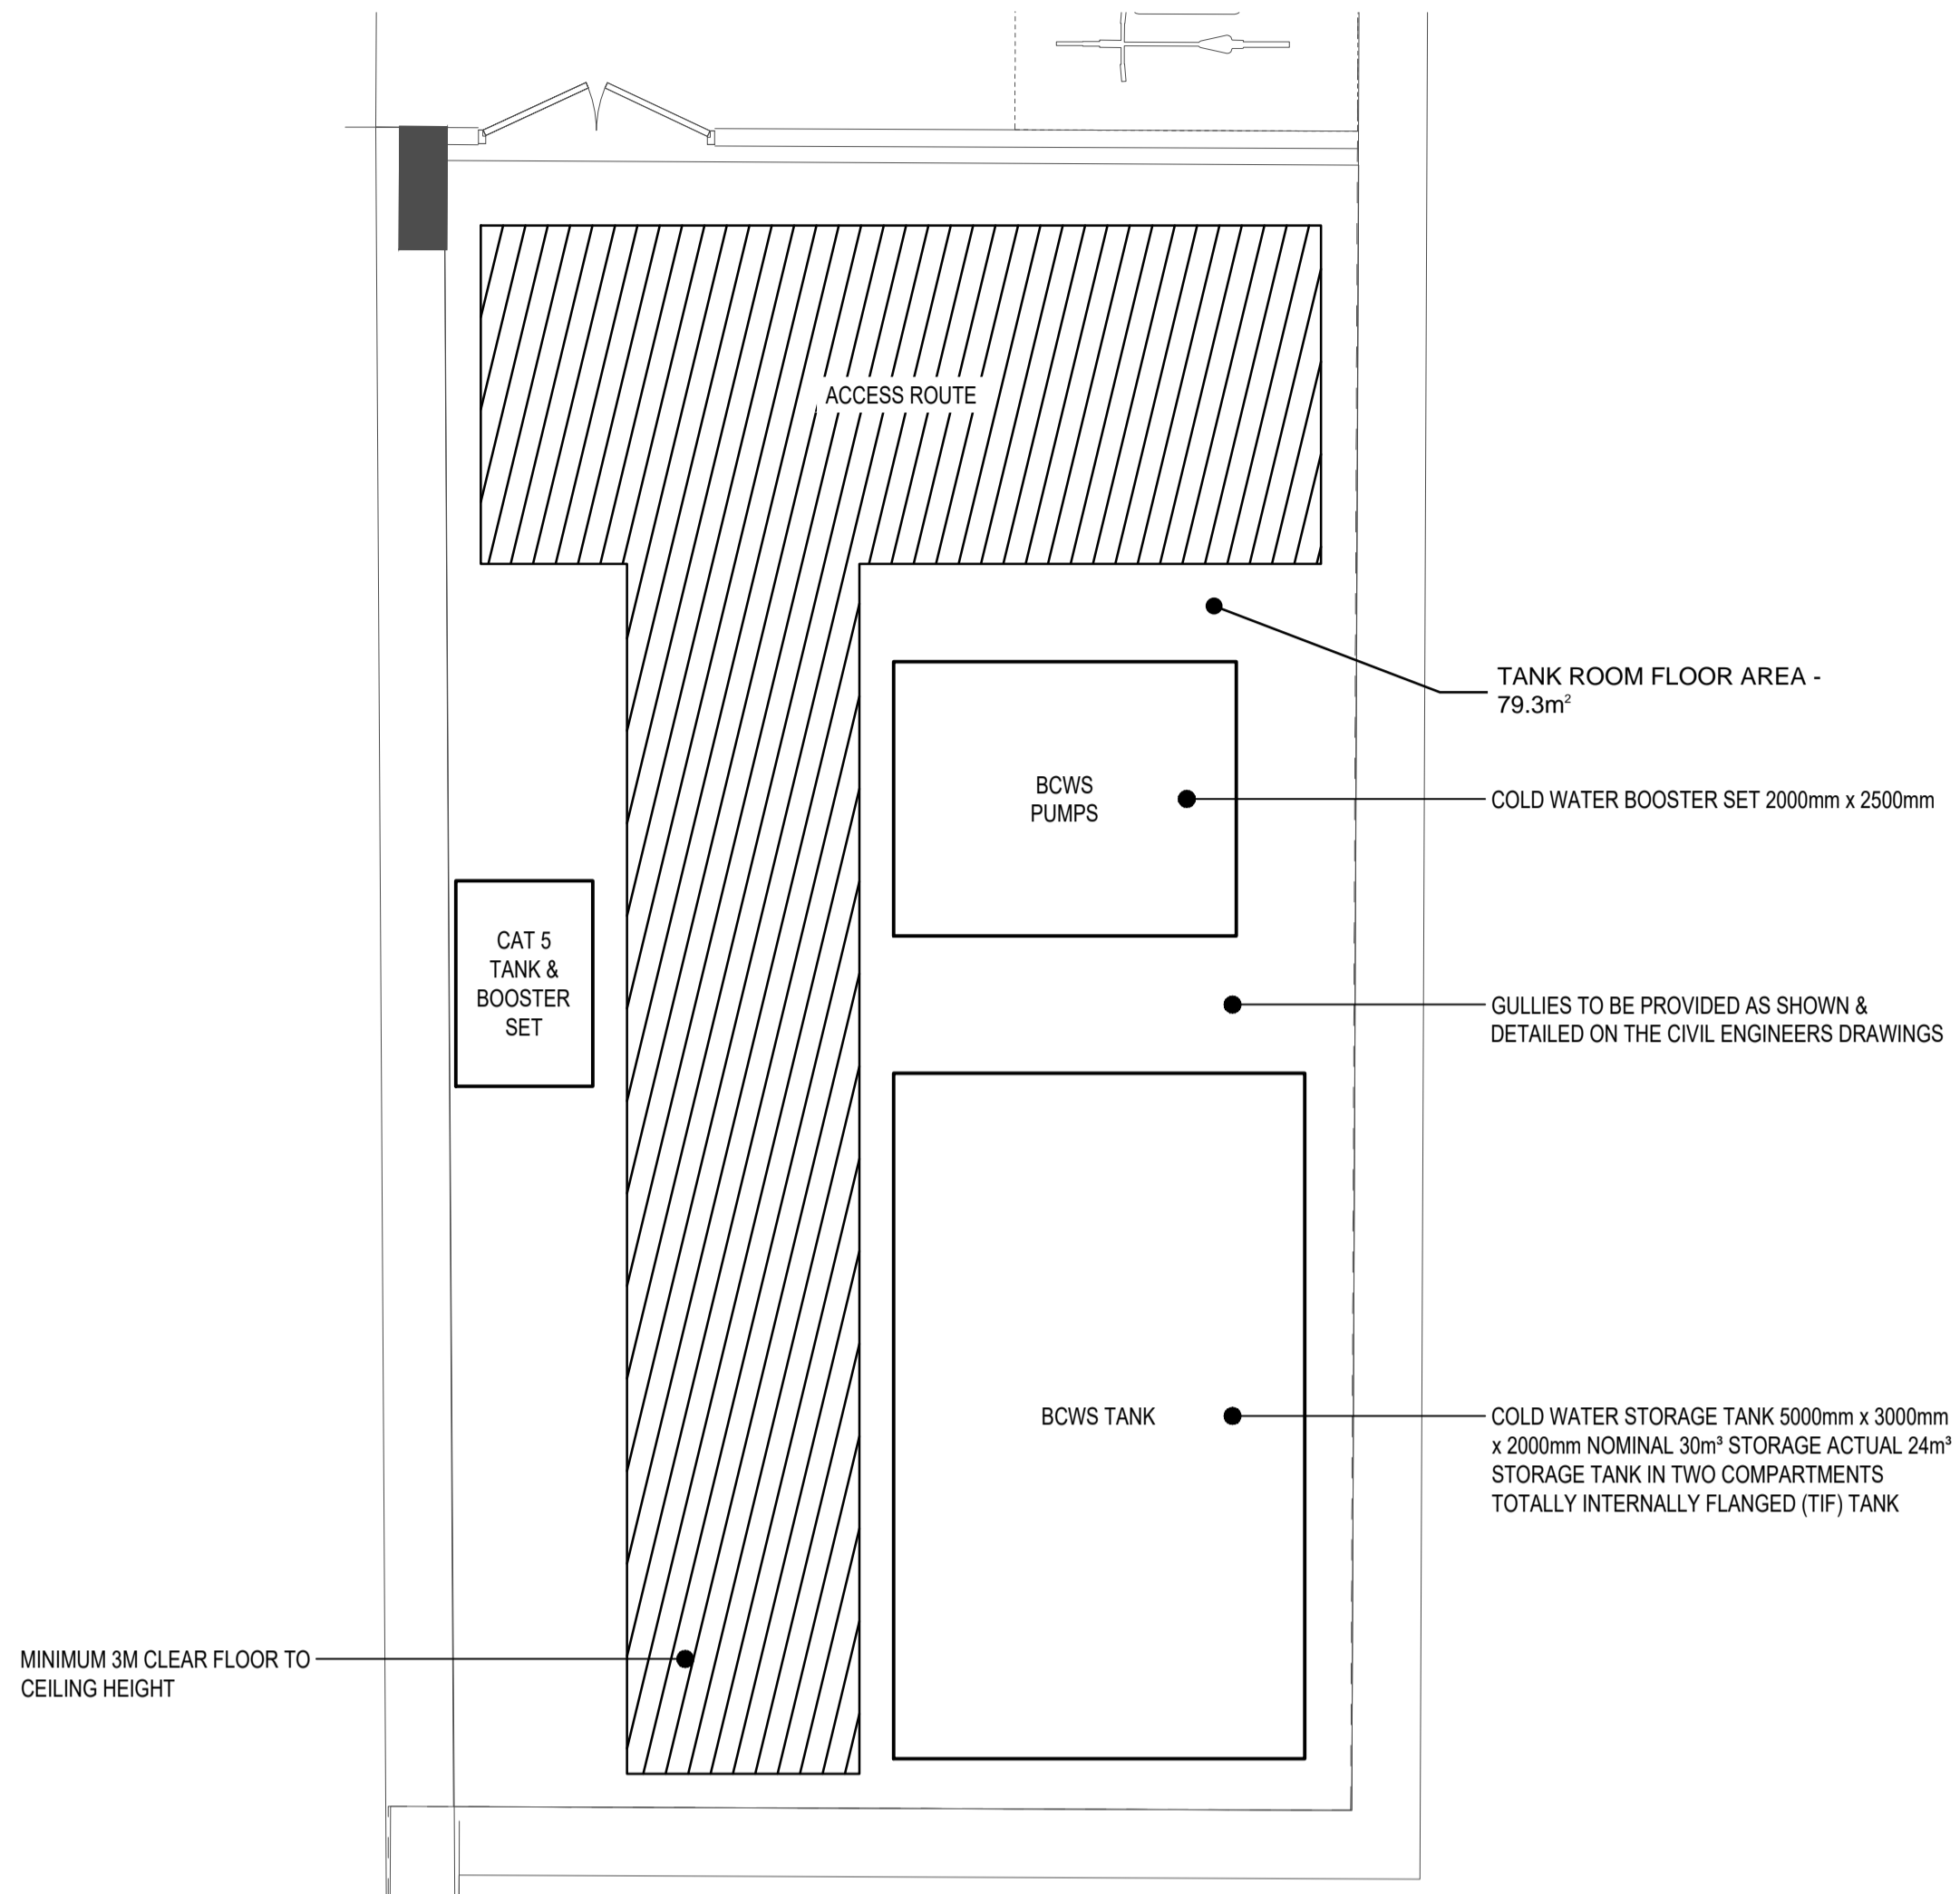 ACCESS ROUTE
TANK ROOM FLOOR AREA -
79.3m²
BCWS
PUMPS
COLD WATER BOOSTER SET 2000mm x 2500mm
CAT 5
TANK &
BOOSTER
SET
GULLIES TO BE PROVIDED AS SHOWN &
DETAILED ON THE CIVIL ENGINEERS DRAWINGS
BCWS TANK
COLD WATER STORAGE TANK 5000mm x 3000mm
x 2000mm NOMINAL 30m³ STORAGE ACTUAL 24m³
STORAGE TANK IN TWO COMPARTMENTS
TOTALLY INTERNALLY FLANGED (TIF) TANK
MINIMUM 3M CLEAR FLOOR TO
CEILING HEIGHT